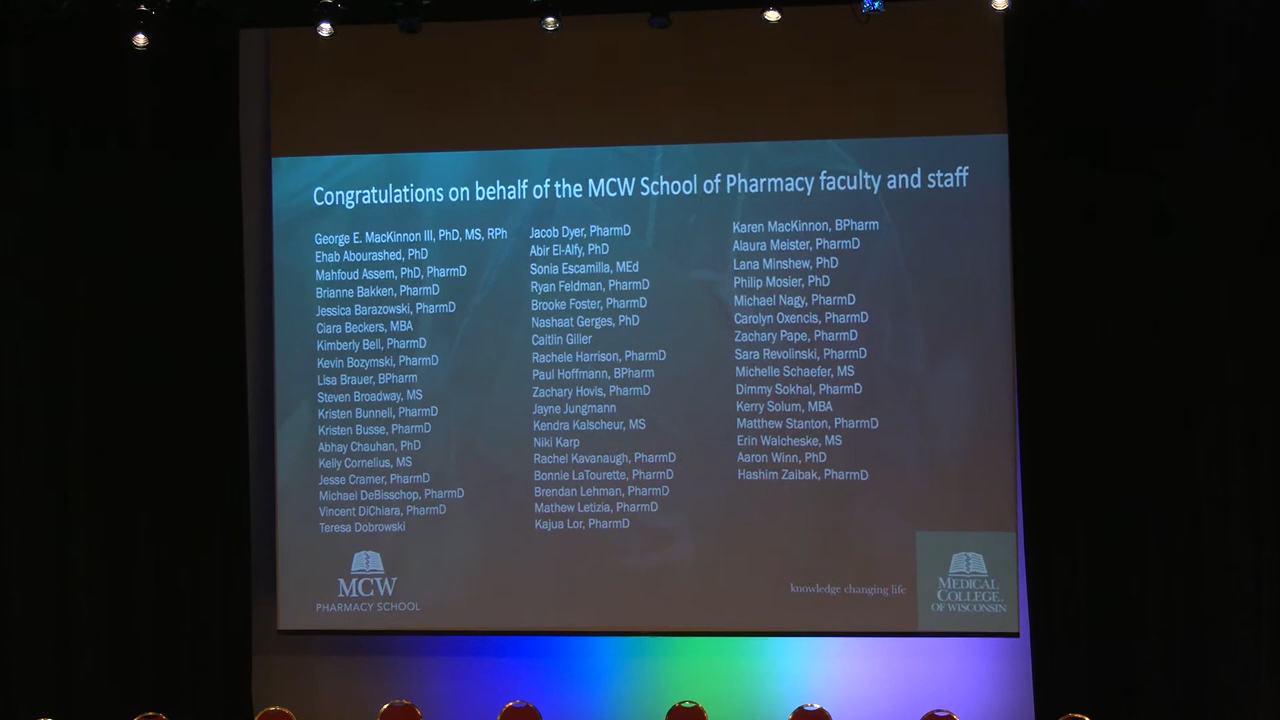 Congratulations on behalf of the MCW School of Pharmacy faculty and staff
George E. MacKinnon III, PhD, MS, RPh
Ehab Abourashed, PhD
Mahfoud Assem, PhD, PharmD
Brianne Bakken, PharmD
Jessica Barazowski, PharmD
Ciara Beckers, MBA
Kimberly Bell, PharmD
Kevin Bozymski, PharmD
Lisa Brauer, BPharm
Steven Broadway, MS
Kristen Bunnell, PharmD
Kristen Busse, PharmD
Abhay Chauhan, PhD
Kelly Cornelius, MS
Jesse Cramer, PharmD
Michael DeBisschop, PharmD
Vincent DiChiara, PharmD
Teresa Dobrowski
Jacob Dyer, PharmD
Abir El-Alfy, PhD
Sonia Escamilla, MEd
Ryan Feldman, PharmD
Brooke Foster, PharmD
Nashaat Gerges, PhD
Caitlin Giller
Rachele Harrison, PharmD
Paul Hoffmann, BPharm
Zachary Hovis, PharmD
Jayne Jungmann
Kendra Kalscheur, MS
Niki Karp
Rachel Kavanaugh, PharmD
Bonnie LaTourette, PharmD
Brendan Lehman, PharmD
Mathew Letizia, PharmD
Kajua Lor, PharmD
Karen MacKinnon, BPharm
Alaura Meister, PharmD
Lana Minshew, PhD
Philip Mosier, PhD
Michael Nagy, PharmD
Carolyn Oxencis, PharmD
Zachary Pape, PharmD
Sara Revolinski, PharmD
Michelle Schaefer, MS
Dimmy Sokhal, PharmD
Kerry Solum, MBA
Matthew Stanton, PharmD
Erin Walcheske, MS
Aaron Winn, PhD
Hashim Zaibak, PharmD
MCW
PHARMACY SCHOOL
knowledge changing life
MEDICAL
COLLEGE
OF WISCONSIN